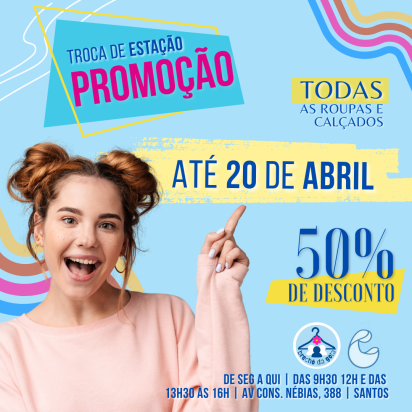 TROCA DE ESTAÇÃO
PROMOÇÃO
TODAS
AS ROUPAS E
CALÇADOS
ATÉ 20 DE ABRIL
50%
DE DESCONTO
DE SEG A QUI | DAS 9H30 12H E DAS
13H30 AS 16H | AV CONS. NÉBIAS, 388 | SANTOS